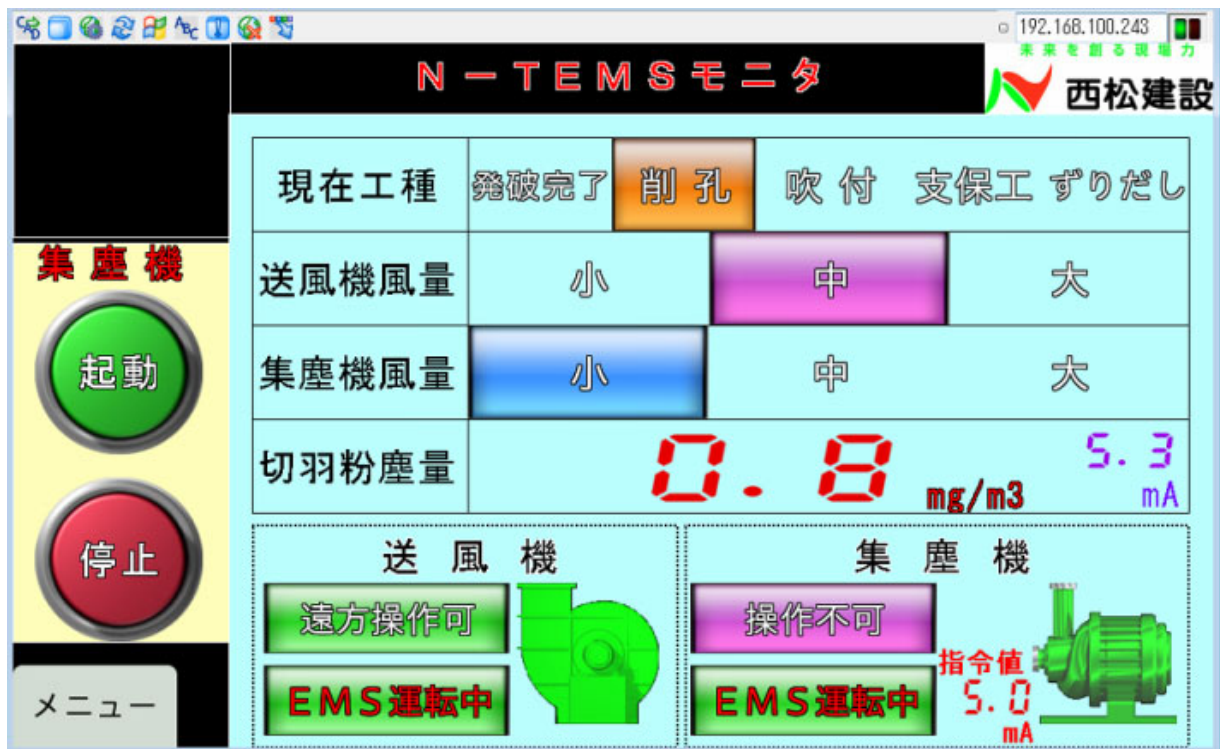 192.168.100.243
N－TEMSモニタ
未来を創る現場力
西松建設
現在工種 発破完了 削孔 吹付 支保工 ずりだし
集塵機
送風機風量 小 中 大
起動
集塵機風量 小 中 大
切羽粉塵量 0.8 mg/m3 5.3 mA
停止
送風機 集塵機
遠方操作可 操作不可
指令値
EMS運転中 EMS運転中 5.0
mA
メニュー